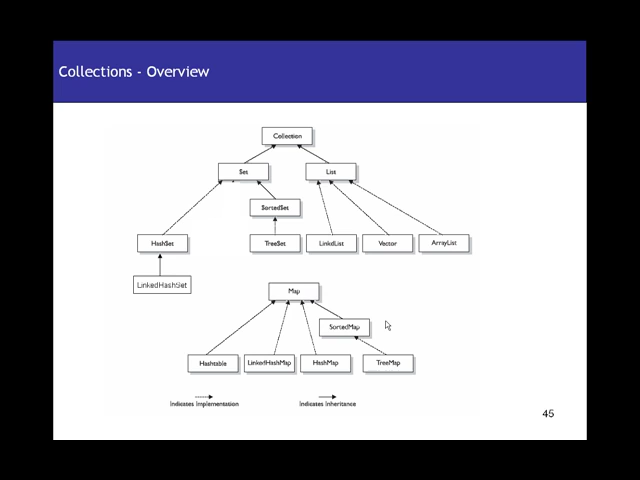 Collections - Overview
Collection
Set
List
SortedSet
HashSet
TreeSet
LinkdList
Vector
ArrayList
LinkedHashSet
Map
SortedMap
Hashtable
LinkedHashMap
HashMap
TreeMap
Indicates Implementation
Indicates Inheritance
45